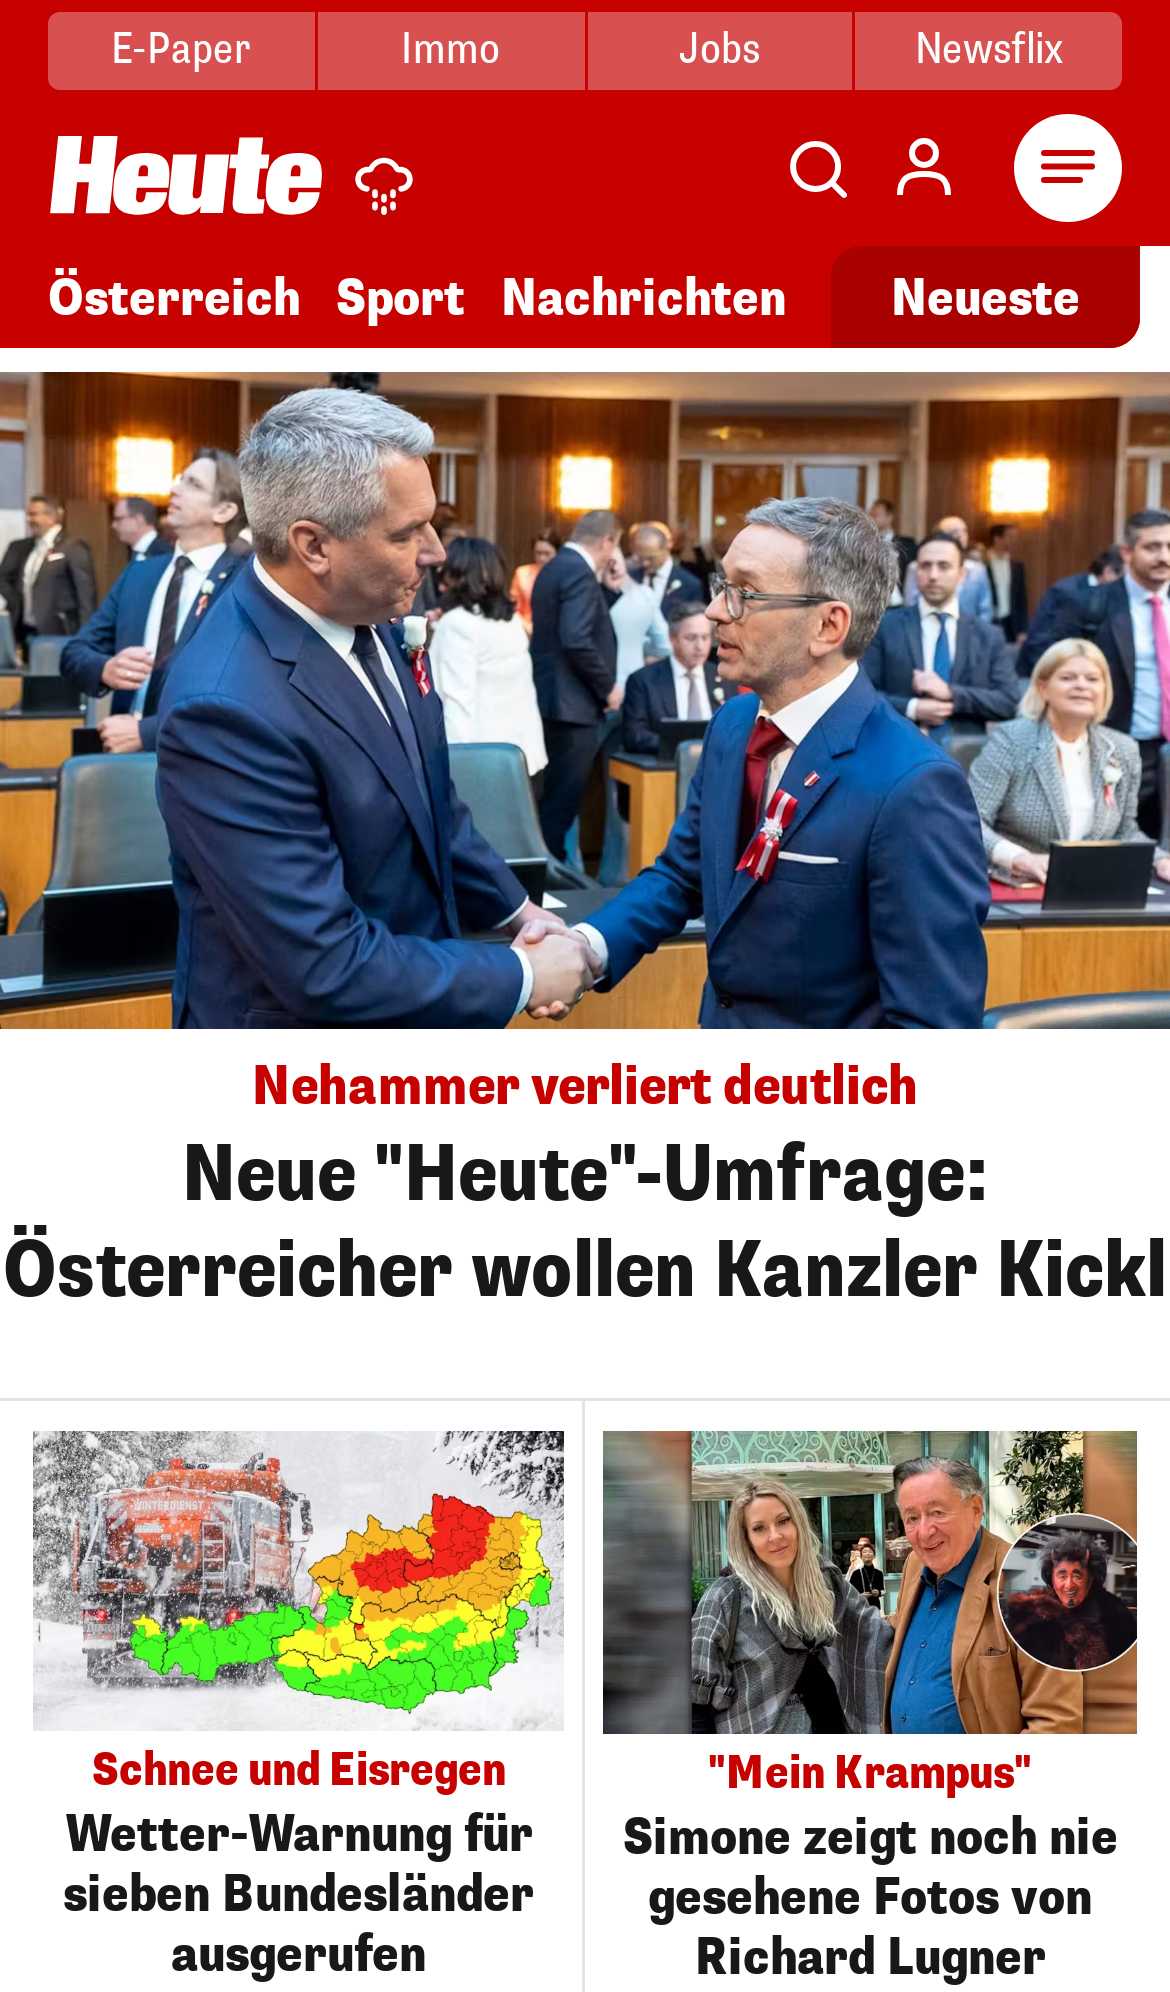 E-Paper Immo Jobs Newsflix
Heute
Österreich Sport Nachrichten Neueste
Nehammer verliert deutlich
Neue "Heute"-Umfrage:
Österreicher wollen Kanzler Kickl
WINTERDIENST
Schnee und Eisregen
Wetter-Warnung für
sieben Bundesländer
ausgerufen
"Mein Krampus"
Simone zeigt noch nie
gesehene Fotos von
Richard Lugner